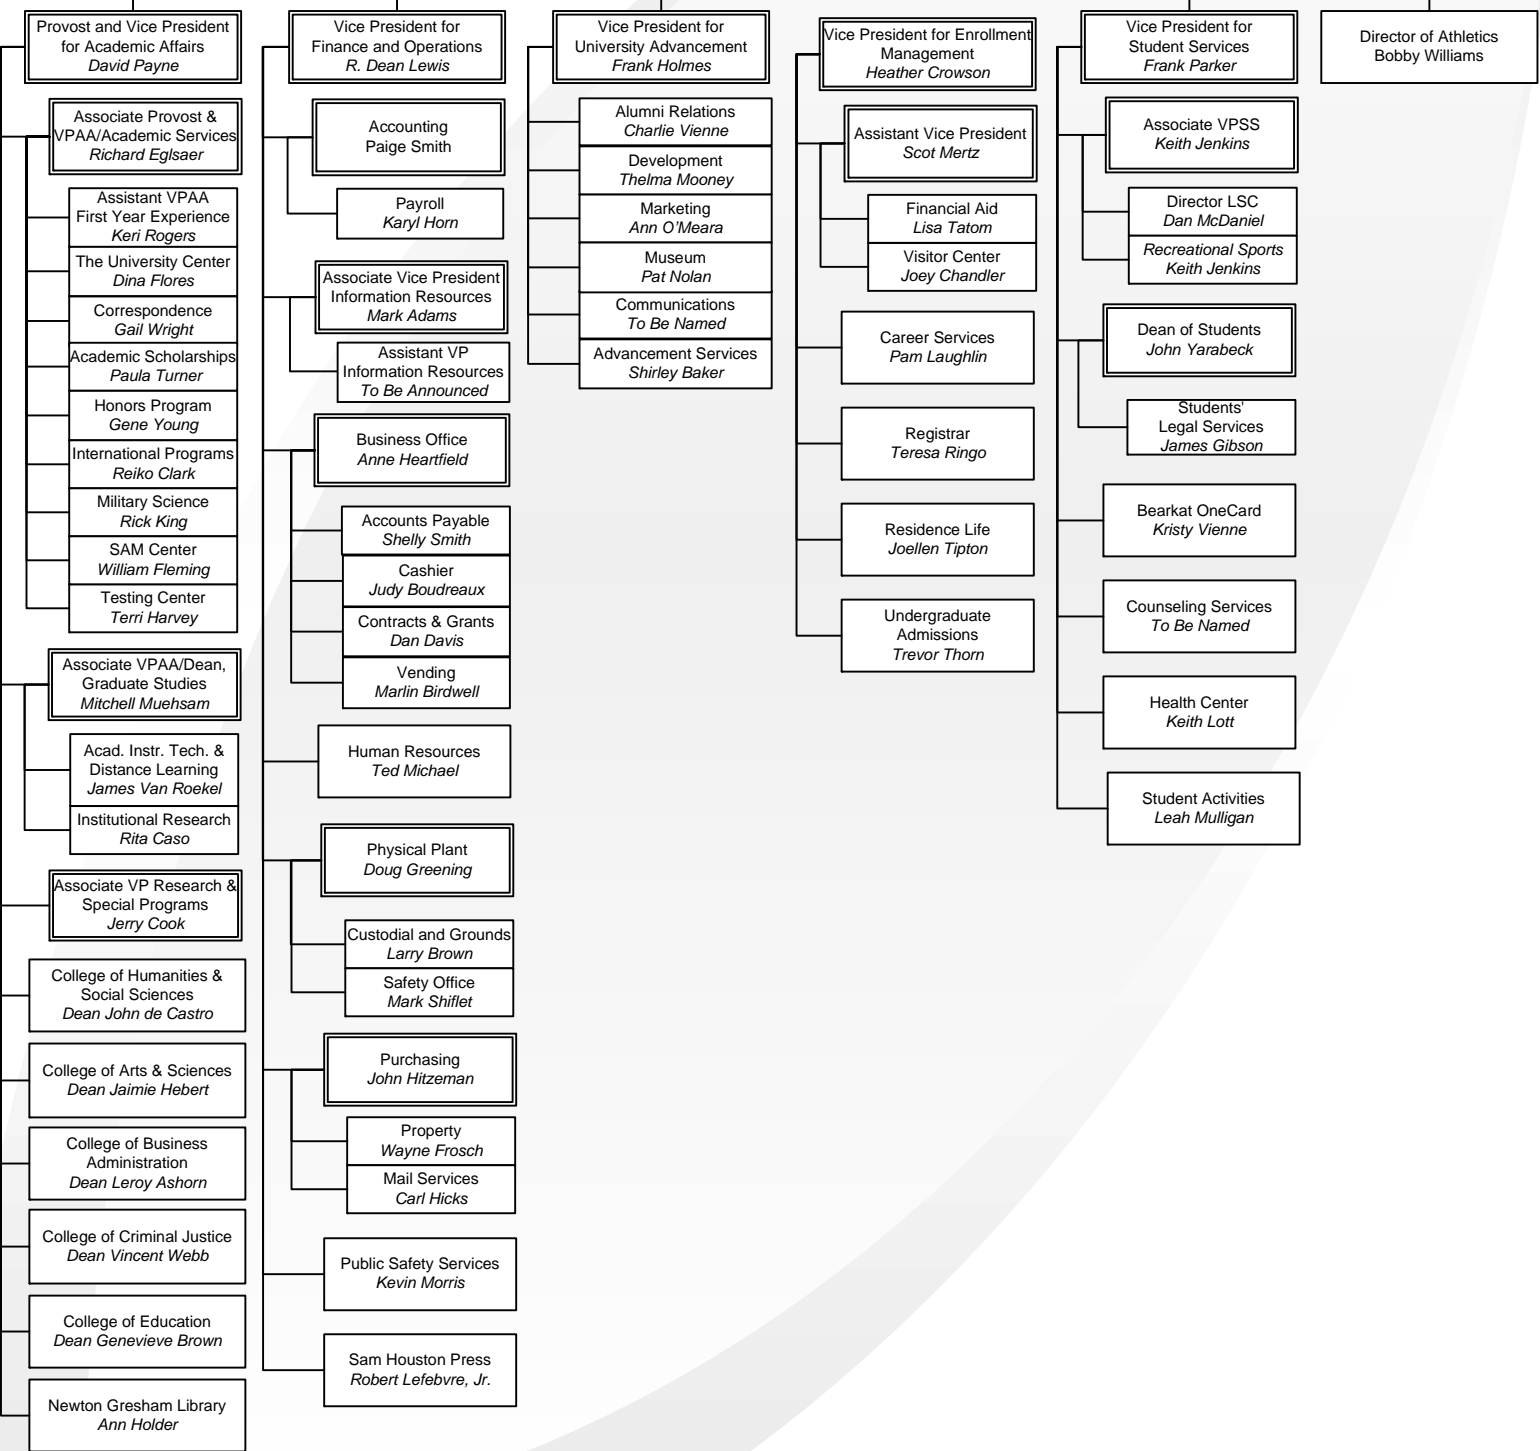 Provost and Vice President
for Academic Affairs
David Payne
Associate Provost &
VPAA/Academic Services
Richard Eglsaer
Assistant VPAA
First Year Experience
Keri Rogers
The University Center
Dina Flores
Correspondence
Gail Wright
Academic Scholarships
Paula Turner
Honors Program
Gene Young
International Programs
Reiko Clark
Military Science
Rick King
SAM Center
William Fleming
Testing Center
Terri Harvey
Associate VPAA/Dean,
Graduate Studies
Mitchell Muehsam
Acad. Instr. Tech. &
Distance Learning
James Van Roekel
Institutional Research
Rita Caso
Associate VP Research &
Special Programs
Jerry Cook
College of Humanities &
Social Sciences
Dean John de Castro
College of Arts & Sciences
Dean Jaimie Hebert
College of Business
Administration
Dean Leroy Ashorn
College of Criminal Justice
Dean Vincent Webb
College of Education
Dean Genevieve Brown
Newton Gresham Library
Ann Holder
Vice President for
Finance and Operations
R. Dean Lewis
Accounting
Paige Smith
Payroll
Karyl Horn
Associate Vice President
Information Resources
Mark Adams
Assistant VP
Information Resources
To Be Announced
Business Office
Anne Heartfield
Accounts Payable
Shelly Smith
Cashier
Judy Boudreaux
Contracts & Grants
Dan Davis
Vending
Marlin Birdwell
Human Resources
Ted Michael
Physical Plant
Doug Greening
Custodial and Grounds
Larry Brown
Safety Office
Mark Shiflet
Purchasing
John Hitzeman
Property
Wayne Frosch
Mail Services
Carl Hicks
Public Safety Services
Kevin Morris
Sam Houston Press
Robert Lefebvre, Jr.
Vice President for
University Advancement
Frank Holmes
Alumni Relations
Charlie Vienne
Development
Thelma Mooney
Marketing
Ann O'Meara
Museum
Pat Nolan
Communications
To Be Named
Advancement Services
Shirley Baker
Vice President for Enrollment
Management
Heather Crowson
Assistant Vice President
Scot Mertz
Financial Aid
Lisa Tatom
Visitor Center
Joey Chandler
Career Services
Pam Laughlin
Registrar
Teresa Ringo
Residence Life
Joellen Tipton
Undergraduate
Admissions
Trevor Thorn
Vice President for
Student Services
Frank Parker
Associate VPSS
Keith Jenkins
Director LSC
Dan McDaniel
Recreational Sports
Keith Jenkins
Dean of Students
John Yarabeck
Students'
Legal Services
James Gibson
Bearkat OneCard
Kristy Vienne
Counseling Services
To Be Named
Health Center
Keith Lott
Student Activities
Leah Mulligan
Director of Athletics
Bobby Williams